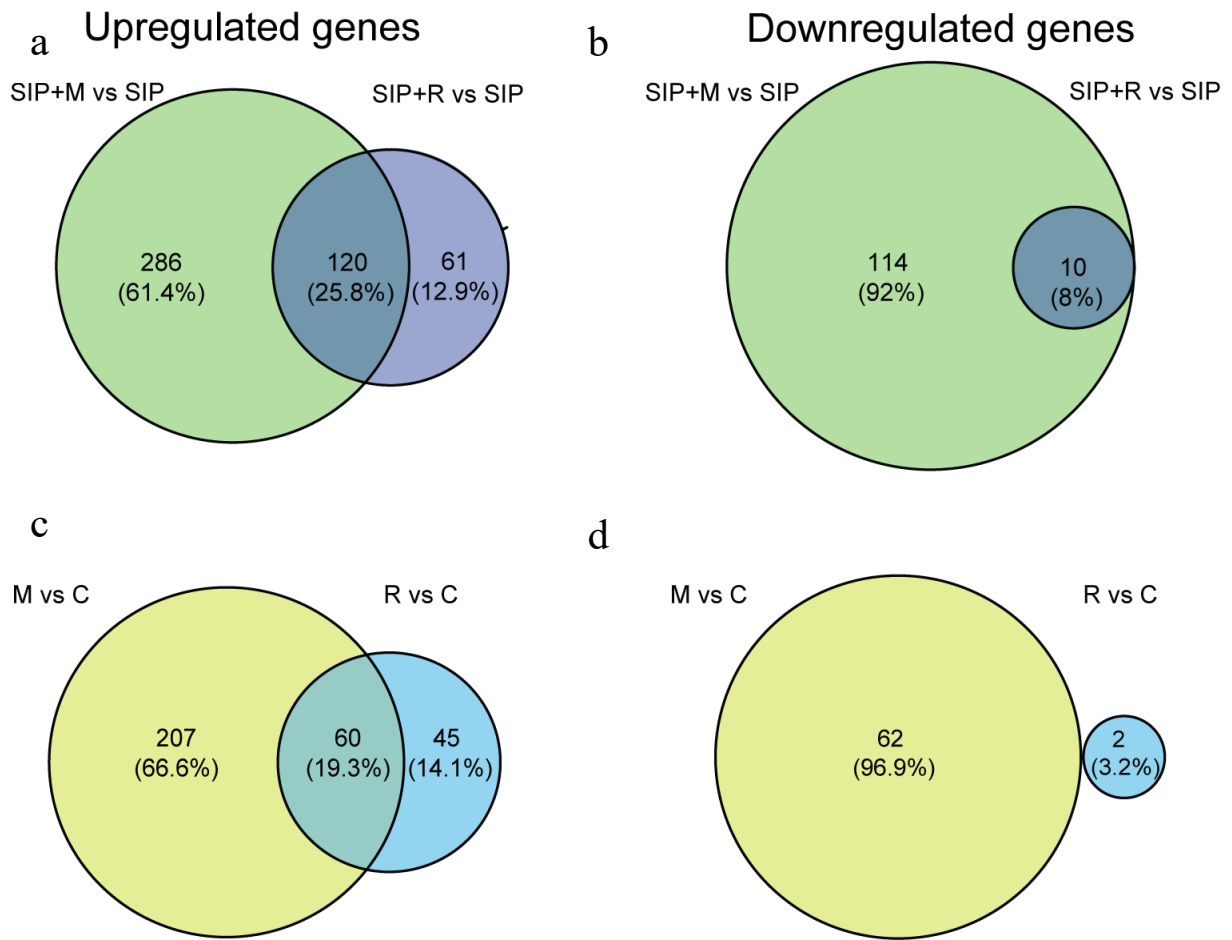 a
Upregulated genes
SIP+M vs SIP
SIP+R vs SIP
286
(61.4%)
120
(25.8%)
61
(12.9%)
b
Downregulated genes
SIP+M vs SIP
SIP+R vs SIP
114
(92%)
10
(8%)
c
M vs C
R vs C
207
(66.6%)
60
(19.3%)
45
(14.1%)
d
M vs C
R vs C
62
(96.9%)
2
(3.2%)